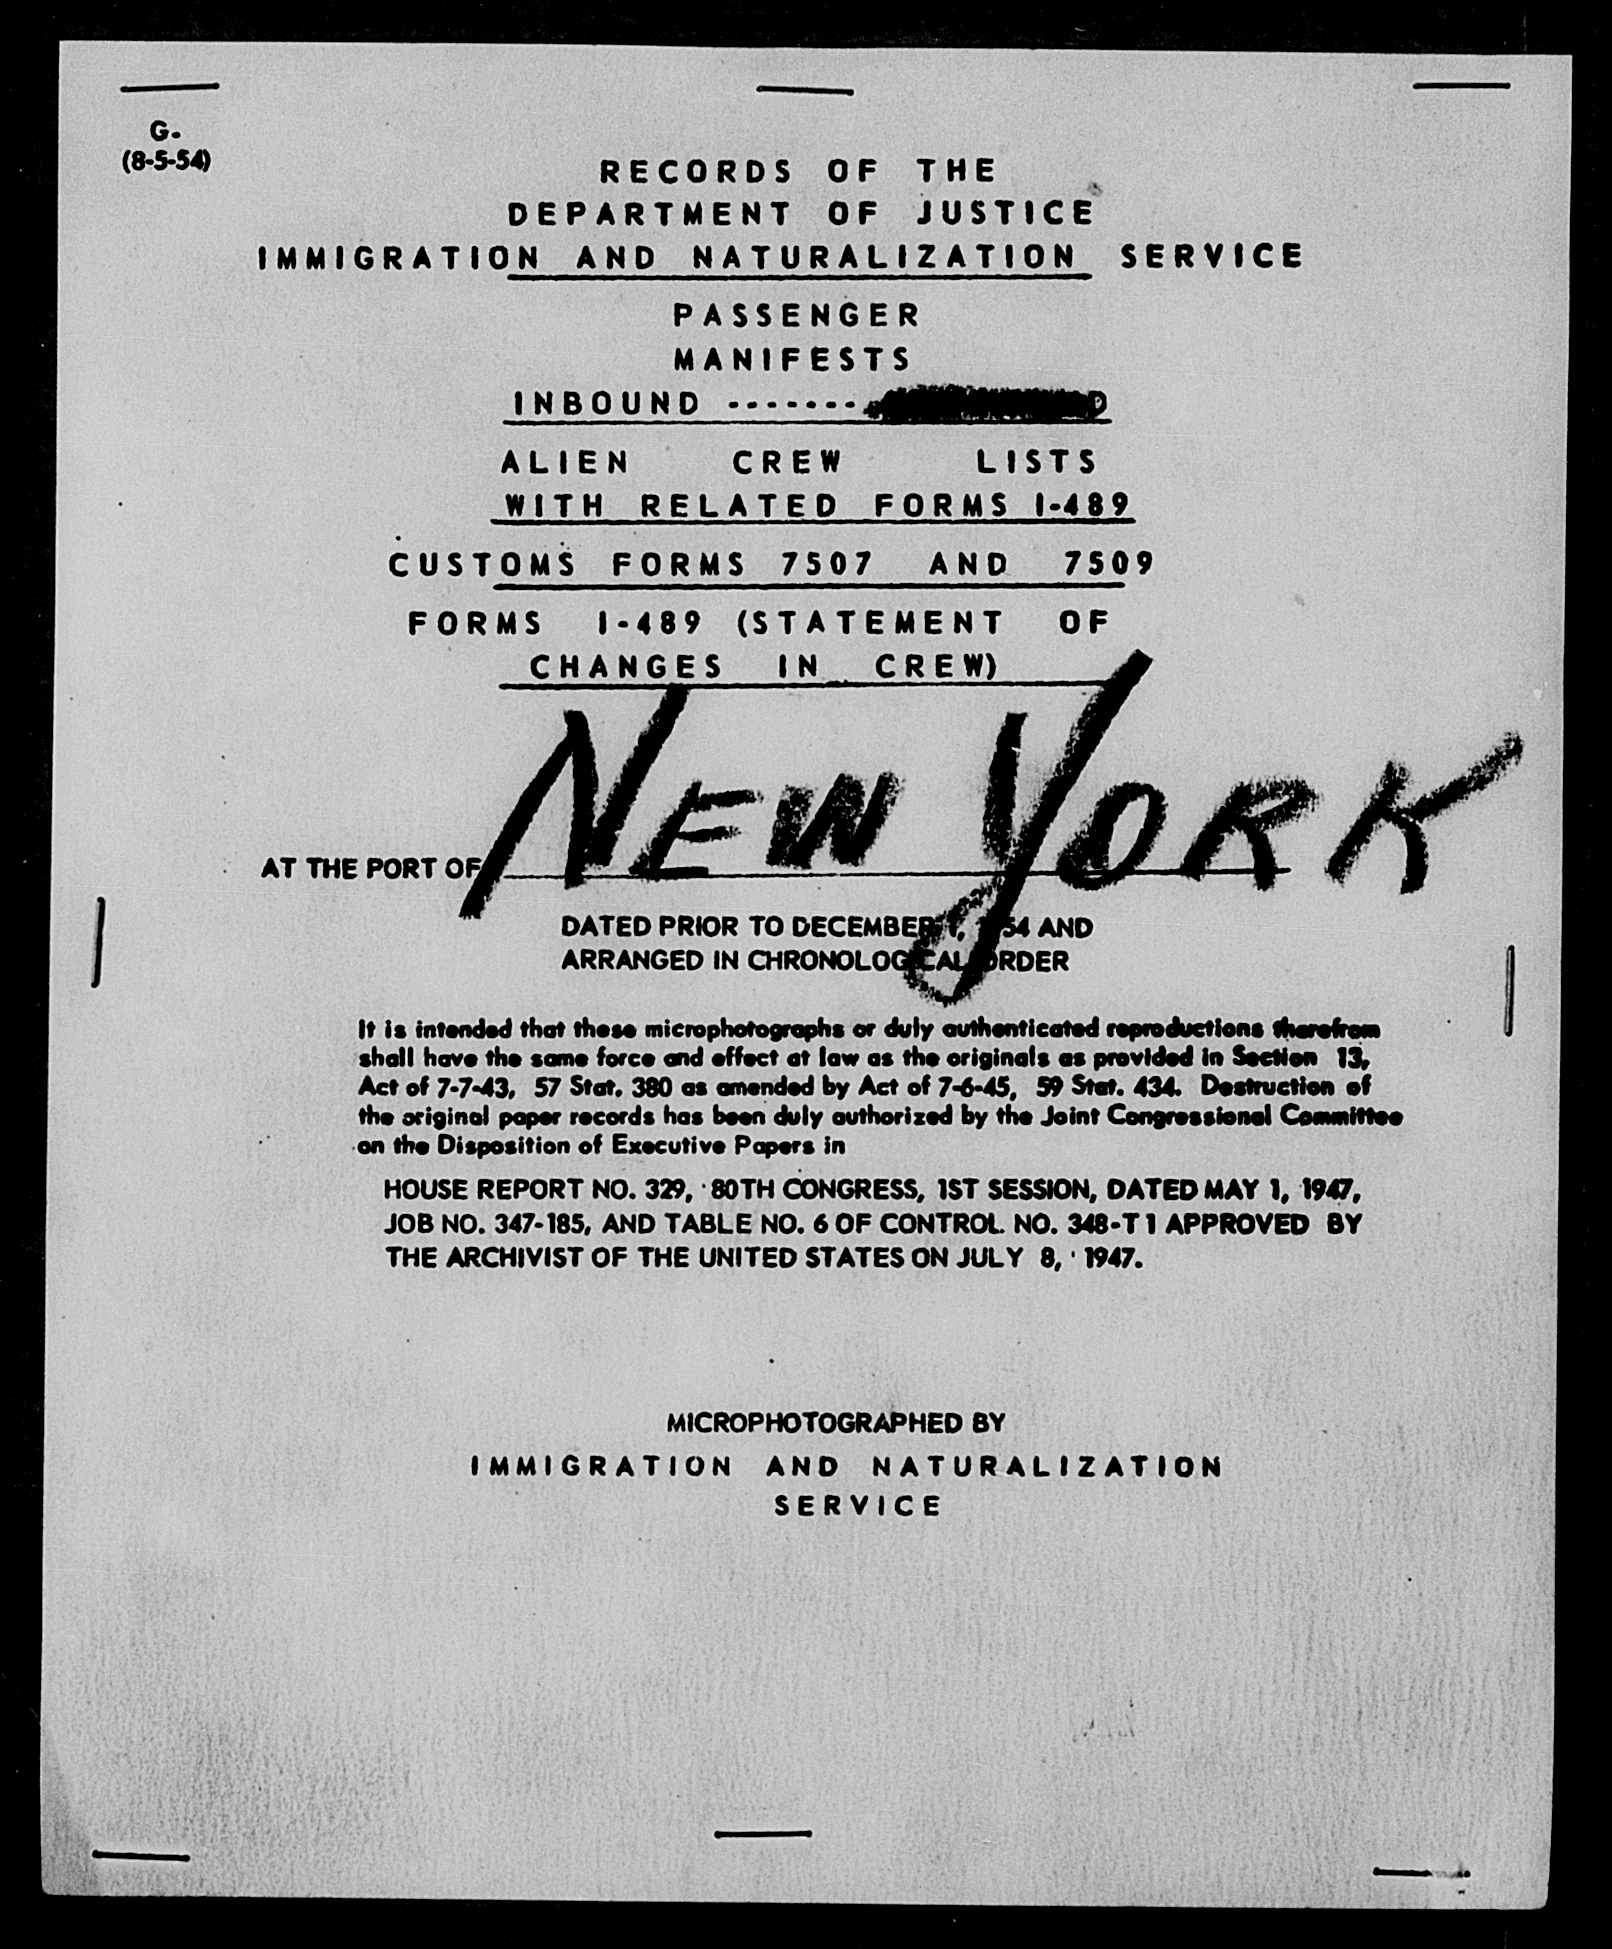 G-
(8-5-54)
RECORDS OF THE
DEPARTMENT OF JUSTICE
IMMIGRATION AND NATURALIZATION SERVICE
PASSENGER
MANIFESTS
INBOUND -------
ALIEN CREW LISTS
WITH RELATED FORMS I-489
CUSTOMS FORMS 7507 AND 7509
FORMS I-489 (STATEMENT OF
CHANGES IN CREW)
AT THE PORT OF NEW YORK
DATED PRIOR TO DECEMBER 1, 1954 AND
ARRANGED IN CHRONOLOGICAL ORDER
It is intended that these microphotographs or duly authenticated reproductions therefrom
shall have the same force and effect at law as the originals as provided in Section 13,
Act of 7-7-43, 57 Stat. 380 as amended by Act of 7-6-45, 59 Stat. 434. Destruction of
the original paper records has been duly authorized by the Joint Congressional Committee
on the Disposition of Executive Papers in
HOUSE REPORT NO. 329, 80TH CONGRESS, 1ST SESSION, DATED MAY 1, 1947,
JOB NO. 347-185, AND TABLE NO. 6 OF CONTROL NO. 348-T1 APPROVED BY
THE ARCHIVIST OF THE UNITED STATES ON JULY 8, 1947.
MICROPHOTOGRAPHED BY
IMMIGRATION AND NATURALIZATION
SERVICE